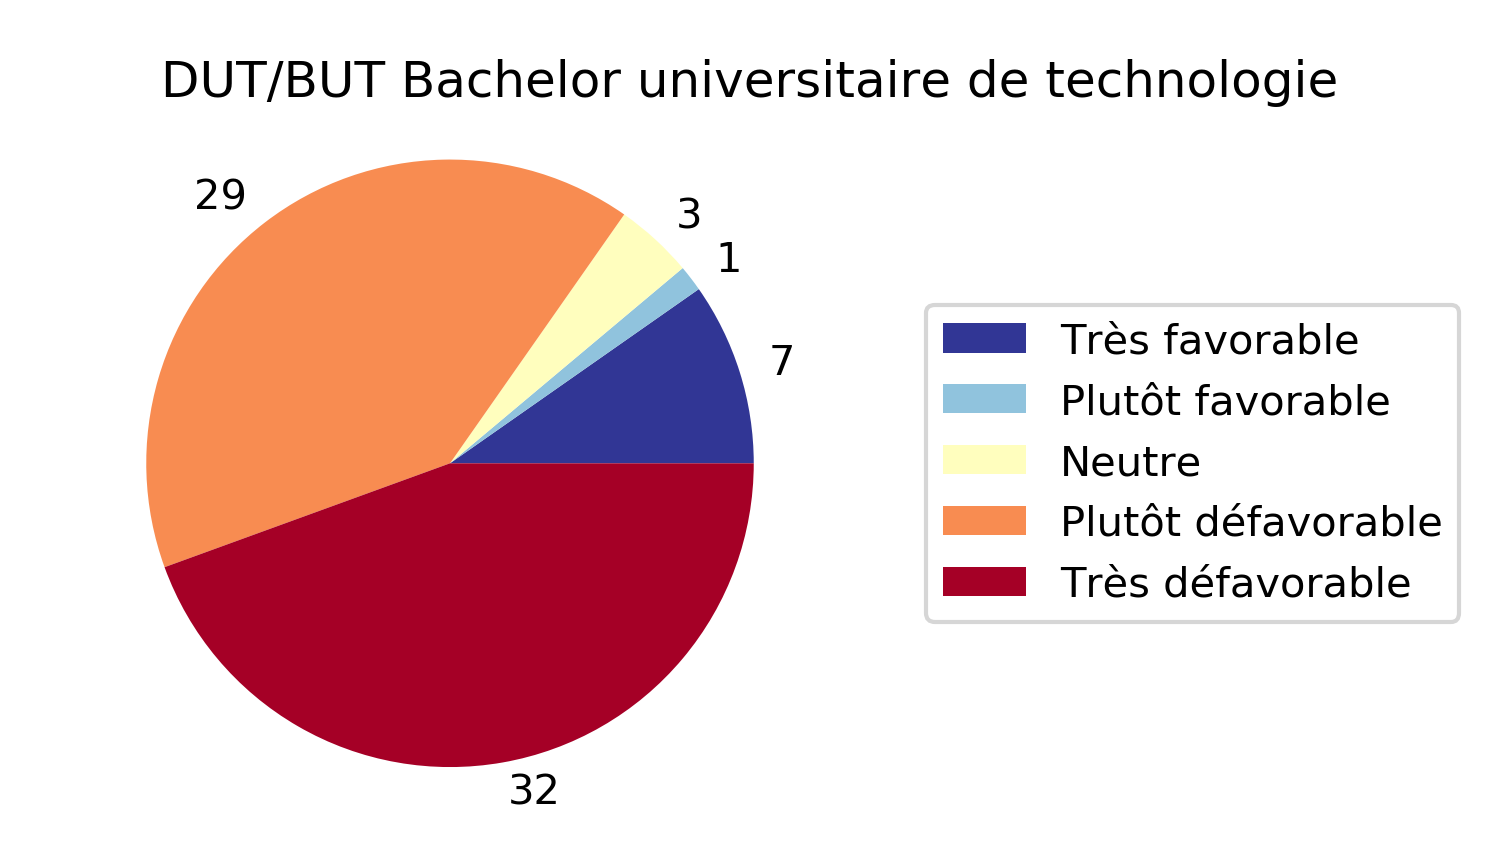 DUT/BUT Bachelor universitaire de technologie
29
3
1
7
32
Très favorable
Plutôt favorable
Neutre
Plutôt défavorable
Très défavorable